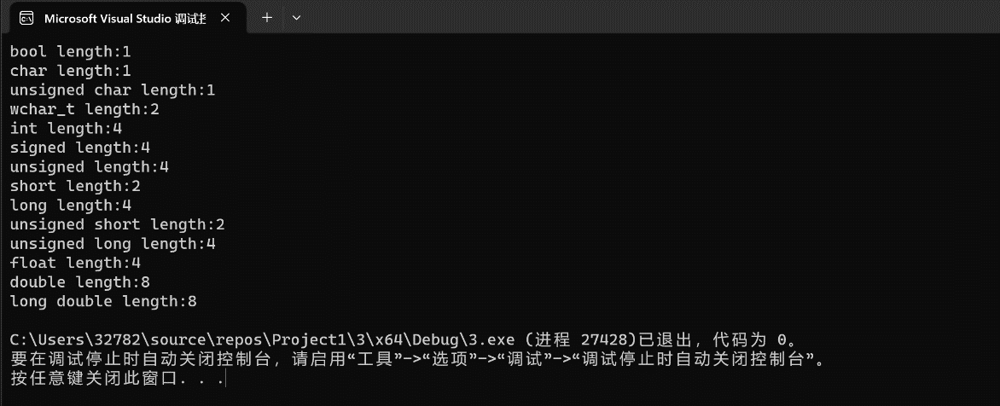 Microsoft Visual Studio 调试控
bool length:1
char length:1
unsigned char length:1
wchar_t length:2
int length:4
signed length:4
unsigned length:4
short length:2
long length:4
unsigned short length:2
unsigned long length:4
float length:4
double length:8
long double length:8
C:\Users\32782\source\repos\Project1\3\x64\Debug\3.exe (进程 27428)已退出，代码为 0。
要在调试停止时自动关闭控制台，请启用“工具”->“选项”->“调试”->“调试停止时自动关闭控制台”。
按任意键关闭此窗口. . .